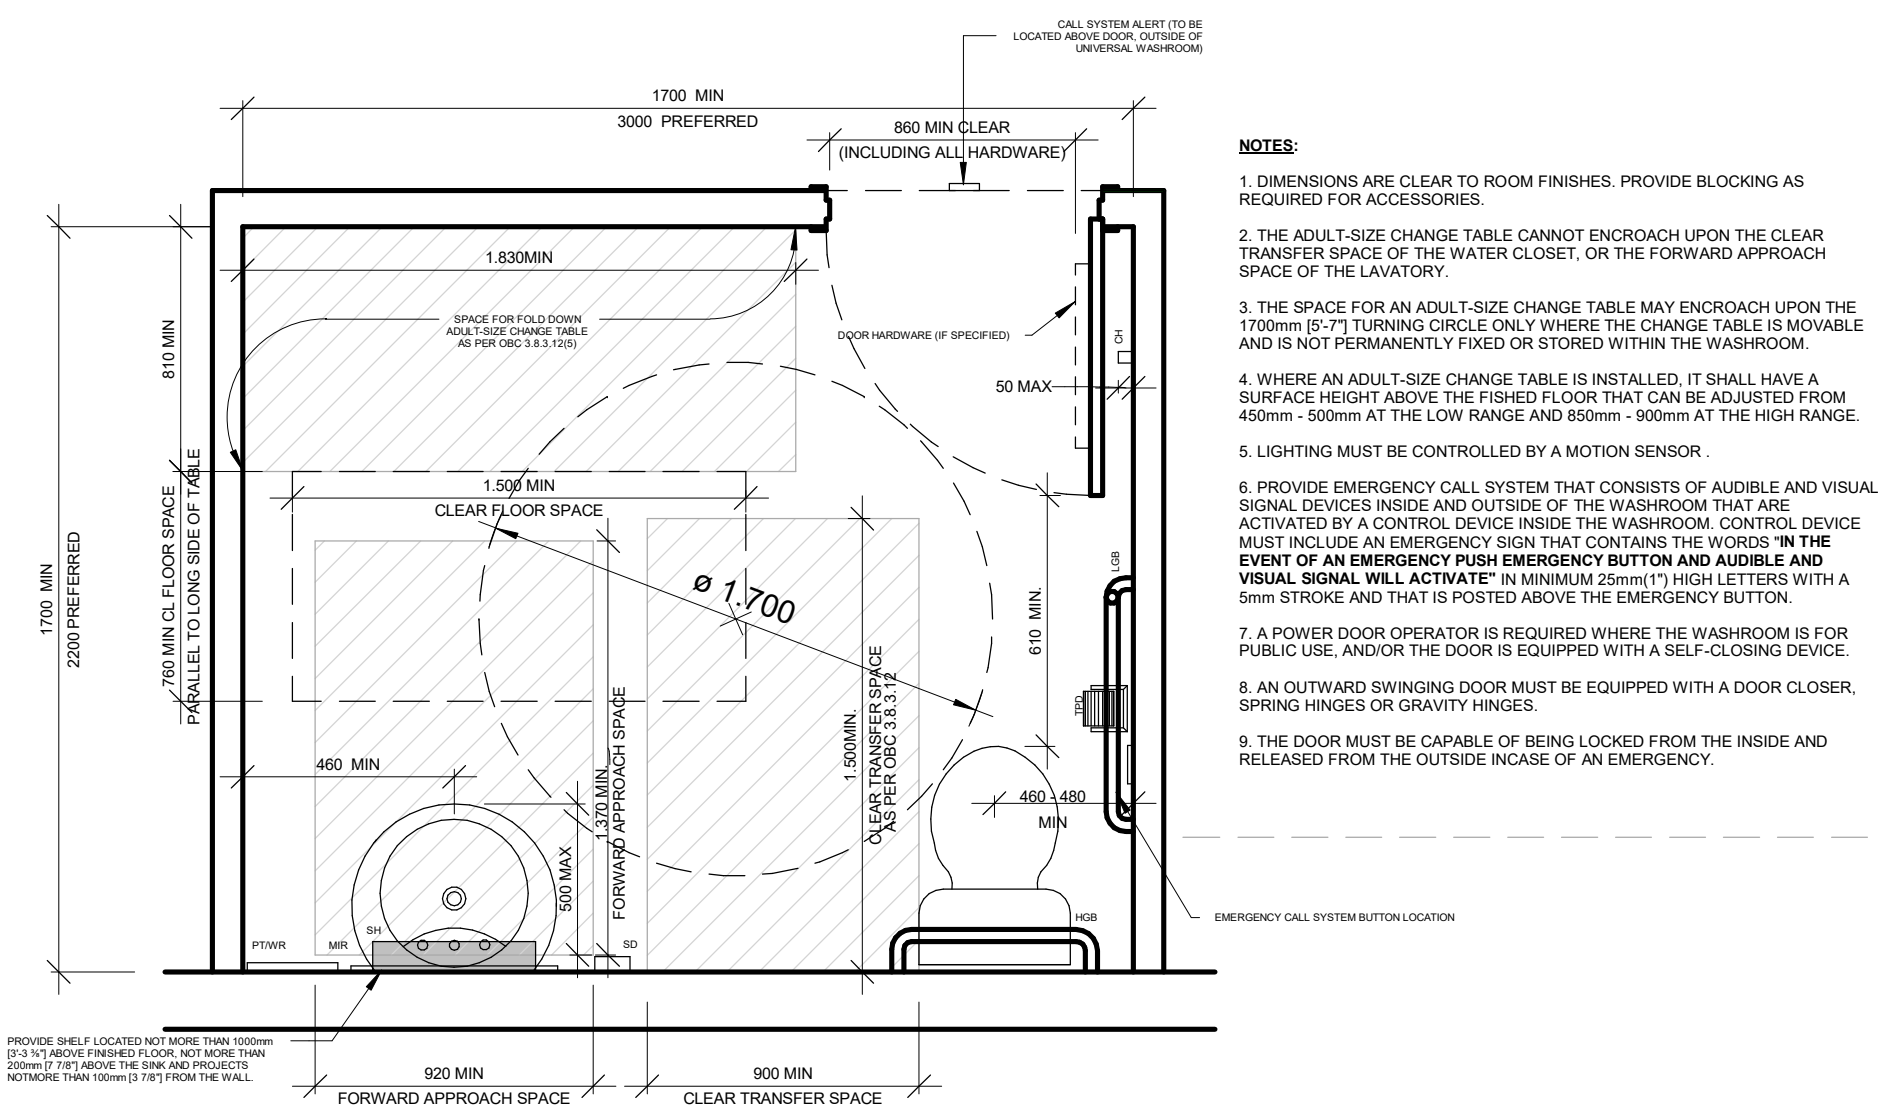 CALL SYSTEM ALERT (TO BE
LOCATED ABOVE DOOR, OUTSIDE OF
UNIVERSAL WASHROOM)
1700 MIN
3000 PREFERRED
860 MIN CLEAR
(INCLUDING ALL HARDWARE)
1.830MIN
SPACE FOR FOLD DOWN
ADULT-SIZE CHANGE TABLE
AS PER OBC 3.8.3.12(5)
DOOR HARDWARE (IF SPECIFIED)
CH
50 MAX
810 MIN
760 MIN CL FLOOR SPACE
PARALLEL TO LONG SIDE OF TABLE
1700 MIN
2200 PREFERRED
1.500 MIN
CLEAR FLOOR SPACE
ø 1.700
610 MIN.
LGB
TPD
1.500MIN.
CLEAR TRANSFER SPACE
AS PER OBC 3.8.3.12
1.370 MIN.
FORWARD APPROACH SPACE
460 MIN
500 MAX
460 - 480
MIN
PT/WR
MIR
SH
SD
HGB
EMERGENCY CALL SYSTEM BUTTON LOCATION
PROVIDE SHELF LOCATED NOT MORE THAN 1000mm
[3'-3 ⅜"] ABOVE FINISHED FLOOR, NOT MORE THAN
200mm [7 7/8"] ABOVE THE SINK AND PROJECTS
NOTMORE THAN 100mm [3 7/8"] FROM THE WALL.
920 MIN
FORWARD APPROACH SPACE
900 MIN
CLEAR TRANSFER SPACE
NOTES:
1. DIMENSIONS ARE CLEAR TO ROOM FINISHES. PROVIDE BLOCKING AS
REQUIRED FOR ACCESSORIES.
2. THE ADULT-SIZE CHANGE TABLE CANNOT ENCROACH UPON THE CLEAR
TRANSFER SPACE OF THE WATER CLOSET, OR THE FORWARD APPROACH
SPACE OF THE LAVATORY.
3. THE SPACE FOR AN ADULT-SIZE CHANGE TABLE MAY ENCROACH UPON THE
1700mm [5'-7"] TURNING CIRCLE ONLY WHERE THE CHANGE TABLE IS MOVABLE
AND IS NOT PERMANENTLY FIXED OR STORED WITHIN THE WASHROOM.
4. WHERE AN ADULT-SIZE CHANGE TABLE IS INSTALLED, IT SHALL HAVE A
SURFACE HEIGHT ABOVE THE FISHED FLOOR THAT CAN BE ADJUSTED FROM
450mm - 500mm AT THE LOW RANGE AND 850mm - 900mm AT THE HIGH RANGE.
5. LIGHTING MUST BE CONTROLLED BY A MOTION SENSOR .
6. PROVIDE EMERGENCY CALL SYSTEM THAT CONSISTS OF AUDIBLE AND VISUAL
SIGNAL DEVICES INSIDE AND OUTSIDE OF THE WASHROOM THAT ARE
ACTIVATED BY A CONTROL DEVICE INSIDE THE WASHROOM. CONTROL DEVICE
MUST INCLUDE AN EMERGENCY SIGN THAT CONTAINS THE WORDS "IN THE
EVENT OF AN EMERGENCY PUSH EMERGENCY BUTTON AND AUDIBLE AND
VISUAL SIGNAL WILL ACTIVATE" IN MINIMUM 25mm(1") HIGH LETTERS WITH A
5mm STROKE AND THAT IS POSTED ABOVE THE EMERGENCY BUTTON.
7. A POWER DOOR OPERATOR IS REQUIRED WHERE THE WASHROOM IS FOR
PUBLIC USE, AND/OR THE DOOR IS EQUIPPED WITH A SELF-CLOSING DEVICE.
8. AN OUTWARD SWINGING DOOR MUST BE EQUIPPED WITH A DOOR CLOSER,
SPRING HINGES OR GRAVITY HINGES.
9. THE DOOR MUST BE CAPABLE OF BEING LOCKED FROM THE INSIDE AND
RELEASED FROM THE OUTSIDE INCASE OF AN EMERGENCY.